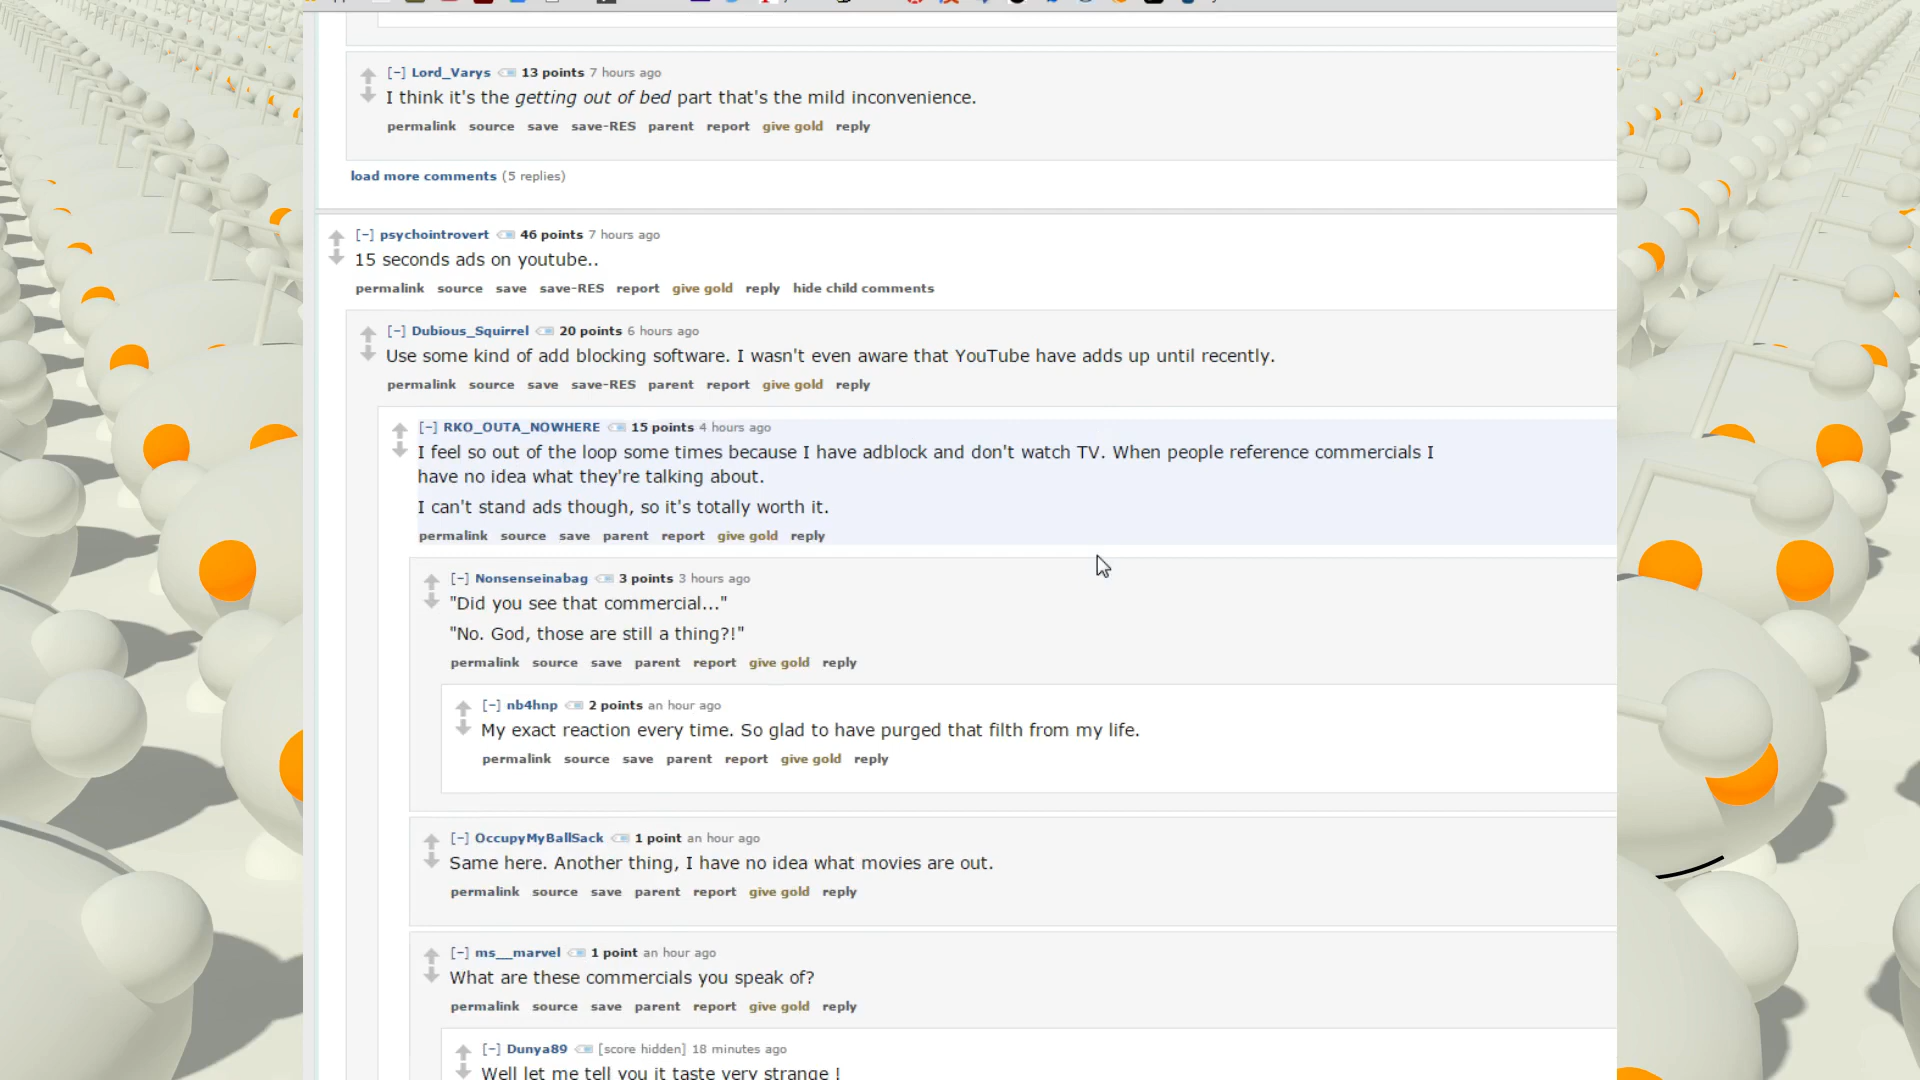 [−] Lord_Varys 13 points 7 hours ago
I think it's the getting out of bed part that's the mild inconvenience.
permalink source save save-RES parent report give gold reply
load more comments (5 replies)
[−] psychointrovert 46 points 7 hours ago
15 seconds ads on youtube..
permalink source save save-RES report give gold reply hide child comments
[−] Dubious_Squirrel 20 points 6 hours ago
Use some kind of add blocking software. I wasn't even aware that YouTube have adds up until recently.
permalink source save save-RES parent report give gold reply
[−] RKO_OUTA_NOWHERE 15 points 4 hours ago
I feel so out of the loop some times because I have adblock and don't watch TV. When people reference commercials I
have no idea what they're talking about.
I can't stand ads though, so it's totally worth it.
permalink source save parent report give gold reply
[−] Nonsenseinabag 3 points 3 hours ago
"Did you see that commercial..."
"No. God, those are still a thing?!"
permalink source save parent report give gold reply
[−] nb4hnp 2 points an hour ago
My exact reaction every time. So glad to have purged that filth from my life.
permalink source save parent report give gold reply
[−] OccupyMyBallSack 1 point an hour ago
Same here. Another thing, I have no idea what movies are out.
permalink source save parent report give gold reply
[−] ms__marvel 1 point an hour ago
What are these commercials you speak of?
permalink source save parent report give gold reply
[−] Dunya89 [score hidden] 18 minutes ago
Well let me tell you it taste very strange !